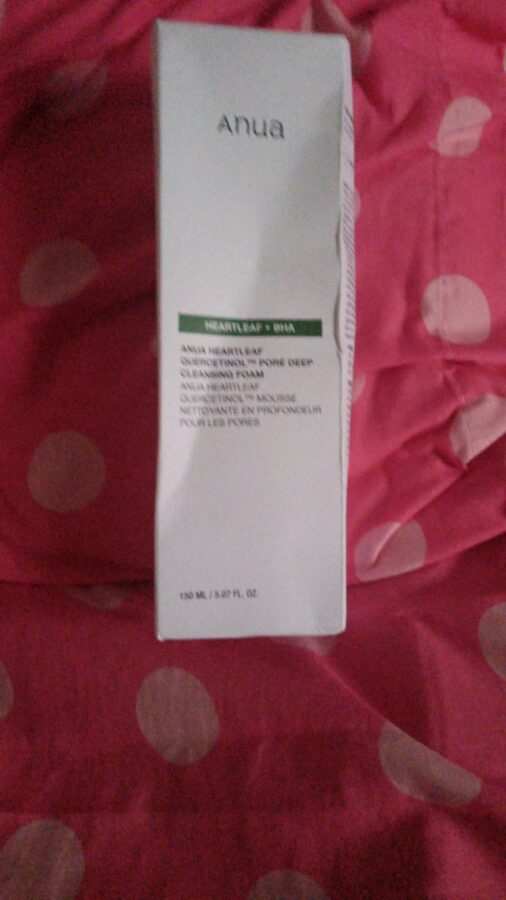 Anua
HEARTLEAF + BHA
ANUA HEARTLEAF
QUERCETINOL™ PORE DEEP
CLEANSING FOAM
ANUA HEARTLEAF
QUERCETINOL™ MOUSSE
NETTOYANTE EN PROFONDEUR
POUR LES PORES
150 ML / 5.07 FL. OZ.